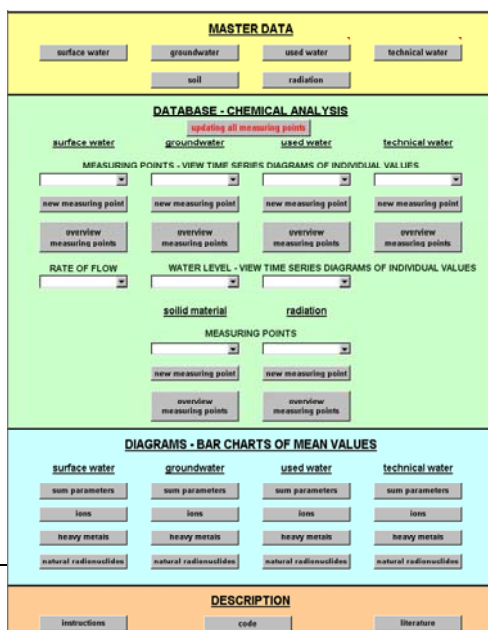 MASTER DATA
surface water groundwater used water technical water
soil radiation
DATABASE - CHEMICAL ANALYSIS
updating all measuring points
surface water groundwater used water technical water
MEASURING POINTS - VIEW TIME SERIES DIAGRAMS OF INDIVIDUAL VALUES
new measuring point new measuring point new measuring point new measuring point
overview overview overview overview
measuring points measuring points measuring points measuring points
RATE OF FLOW WATER LEVEL - VIEW TIME SERIES DIAGRAMS OF INDIVIDUAL VALUES
soilid material radiation
MEASURING POINTS
new measuring point new measuring point
overview overview
measuring points measuring points
DIAGRAMS - BAR CHARTS OF MEAN VALUES
surface water groundwater used water technical water
sum parameters sum parameters sum parameters sum parameters
ions ions ions ions
heavy metals heavy metals heavy metals heavy metals
natural radionuslides natural radionuslides natural radionuslides natural radionuslides
DESCRIPTION
instructions code literature